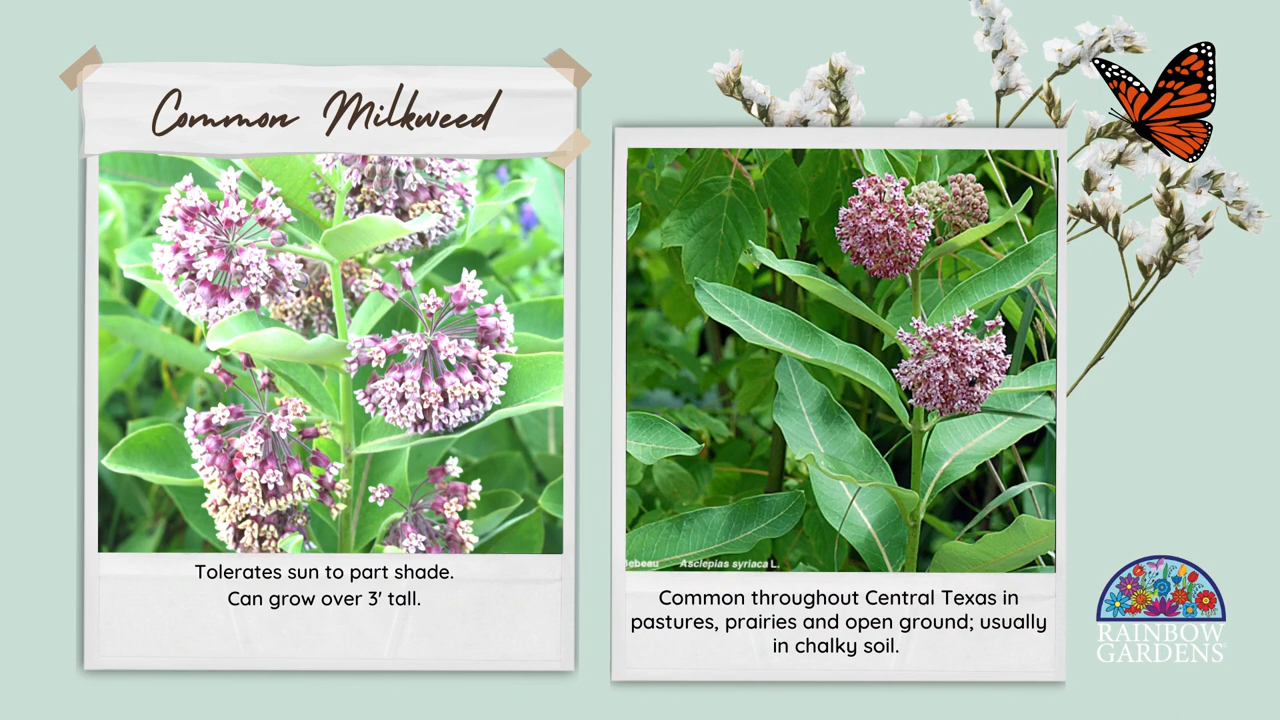 Common Milkweed
Tolerates sun to part shade.
Can grow over 3' tall.
ebeau Asclepias syriaca L.
Common throughout Central Texas in
pastures, prairies and open ground; usually
in chalky soil.
RAINBOW
GARDENS